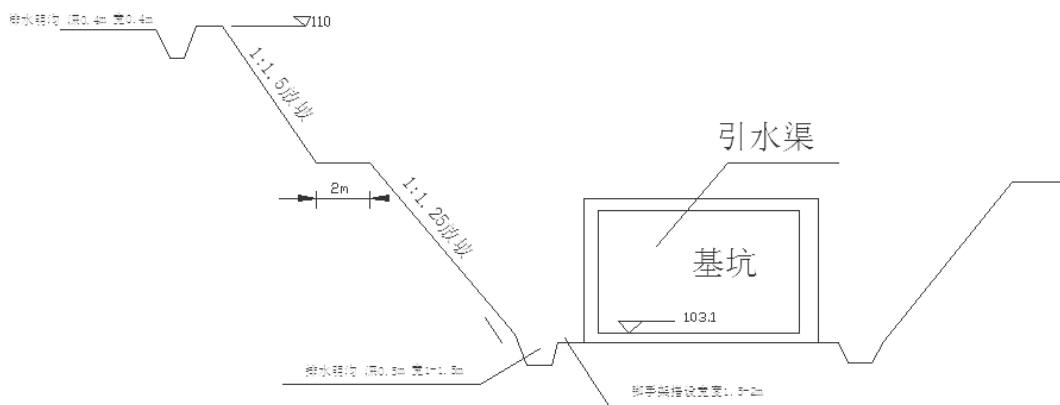 排水明沟 深0.4m 宽0.4m
110
1:1.5放坡
引水渠
2m
1:1.25放坡
基坑
103.1
排水明沟 深0.5m 宽1-1.5m
脚手架搭设宽度1.5-2m